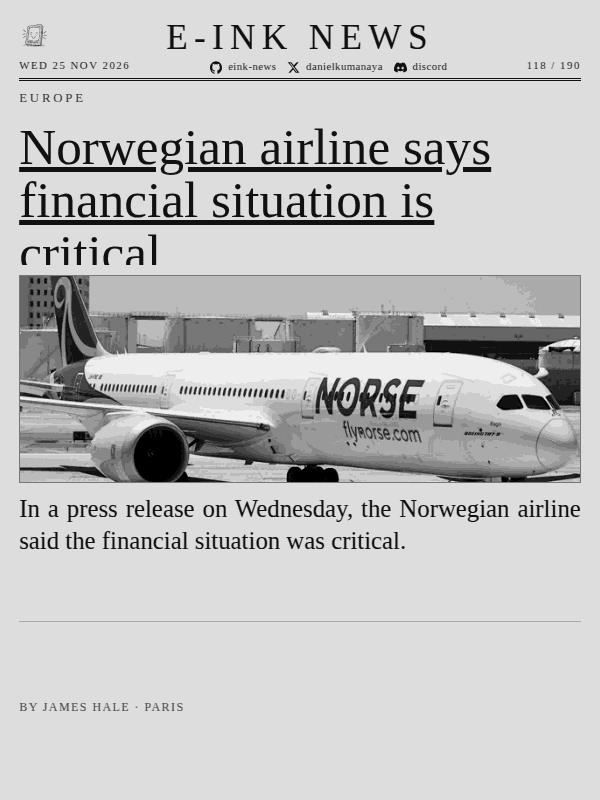 E-INK NEWS
WED 25 NOV 2026
eink-news
danielkumanaya
discord
118 / 190
EUROPE
Norwegian airline says
financial situation is
critical
NORSE
flynorse.com
In a press release on Wednesday, the Norwegian airline
said the financial situation was critical.
BY JAMES HALE · PARIS